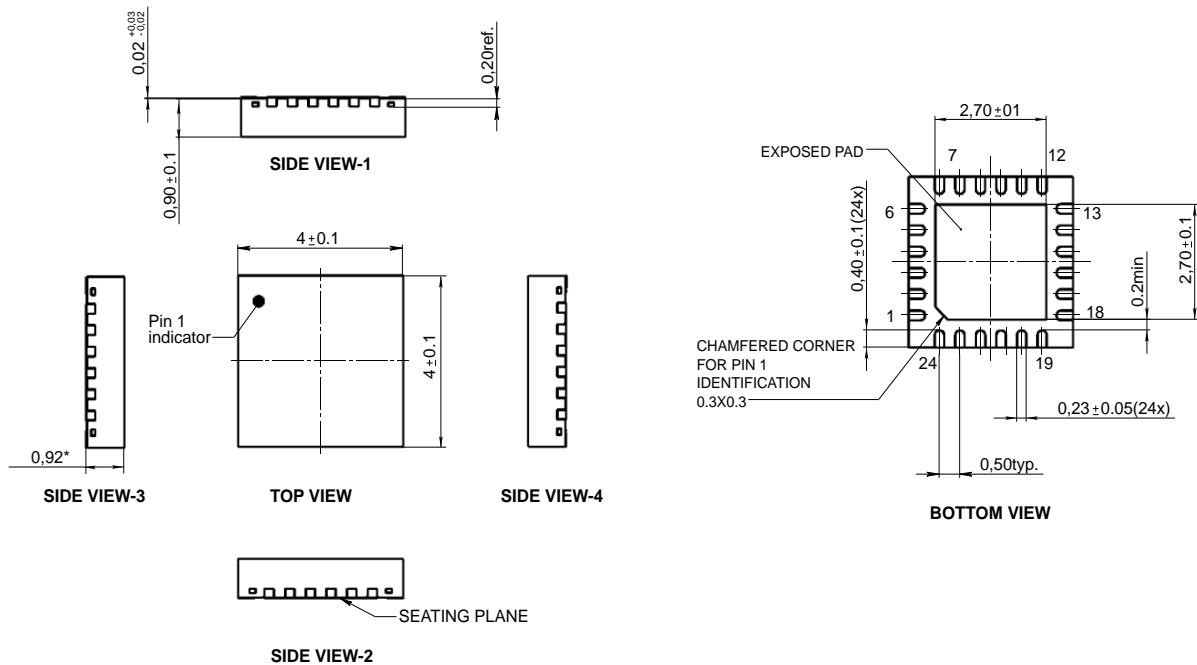 0,02 +0,03 -0,02
0,20ref.
0,90±0.1
SIDE VIEW-1
4±0.1
Pin 1
indicator
4±0.1
0,92*
SIDE VIEW-3
TOP VIEW
SIDE VIEW-4
SEATING PLANE
SIDE VIEW-2
2,70±01
EXPOSED PAD
7
12
6
13
0,40±0.1(24x)
2,70±0.1
0.2min
1
18
CHAMFERED CORNER
FOR PIN 1
IDENTIFICATION
0.3X0.3
24
19
0,23±0.05(24x)
0,50typ.
BOTTOM VIEW